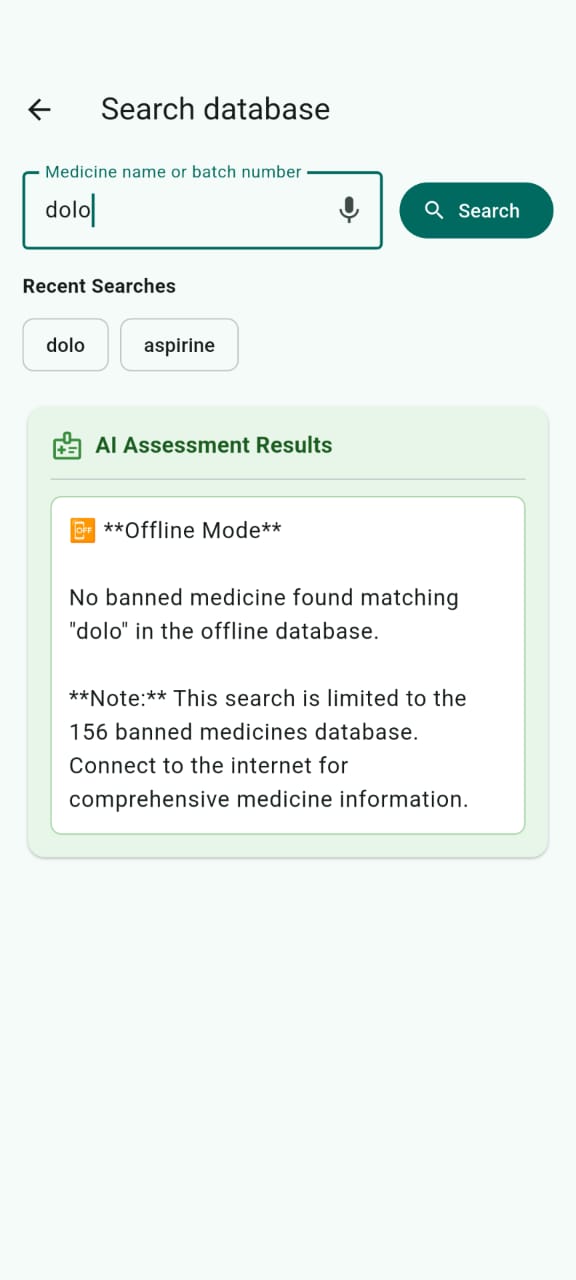 Search database
Medicine name or batch number
dolo
Search
Recent Searches
dolo
aspirine
AI Assessment Results
OFF **Offline Mode**
No banned medicine found matching
"dolo" in the offline database.
**Note:** This search is limited to the
156 banned medicines database.
Connect to the internet for
comprehensive medicine information.